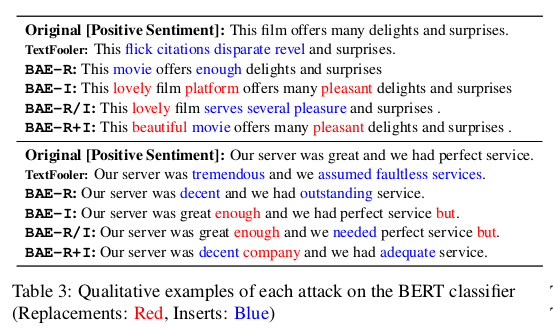 Original [Positive Sentiment]: This film offers many delights and surprises.
TextFooler: This flick citations disparate revel and surprises.
BAE-R: This movie offers enough delights and surprises
BAE-I: This lovely film platform offers many pleasant delights and surprises
BAE-R/I: This lovely film serves several pleasure and surprises .
BAE-R+I: This beautiful movie offers many pleasant delights and surprises .
Original [Positive Sentiment]: Our server was great and we had perfect service.
TextFooler: Our server was tremendous and we assumed faultless services.
BAE-R: Our server was decent and we had outstanding service.
BAE-I: Our server was great enough and we had perfect service but.
BAE-R/I: Our server was great enough and we needed perfect service but.
BAE-R+I: Our server was decent company and we had adequate service.
Table 3: Qualitative examples of each attack on the BERT classifier
(Replacements: Red, Inserts: Blue)